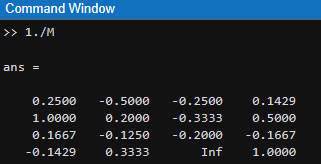 Command Window
>> 1./M
ans =
0.2500 -0.5000 -0.2500 0.1429
1.0000 0.2000 -0.3333 0.5000
0.1667 -0.1250 -0.2000 -0.1667
-0.1429 0.3333 Inf 1.0000